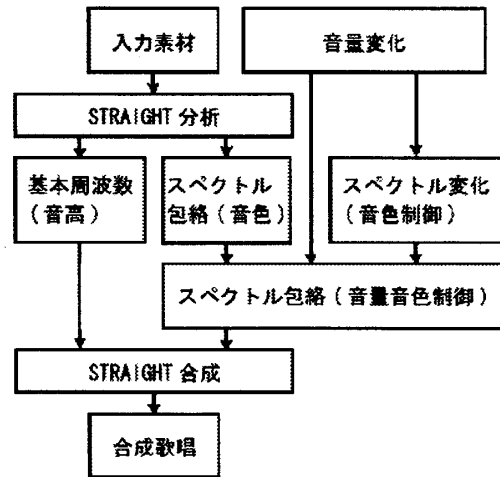 入力素材
音量変化
STRAIGHT 分析
基本周波数
(音高)
スペクトル
包絡(音色)
スペクトル変化
(音色制御)
スペクトル包絡(音量音色制御)
STRAIGHT 合成
合成歌唱